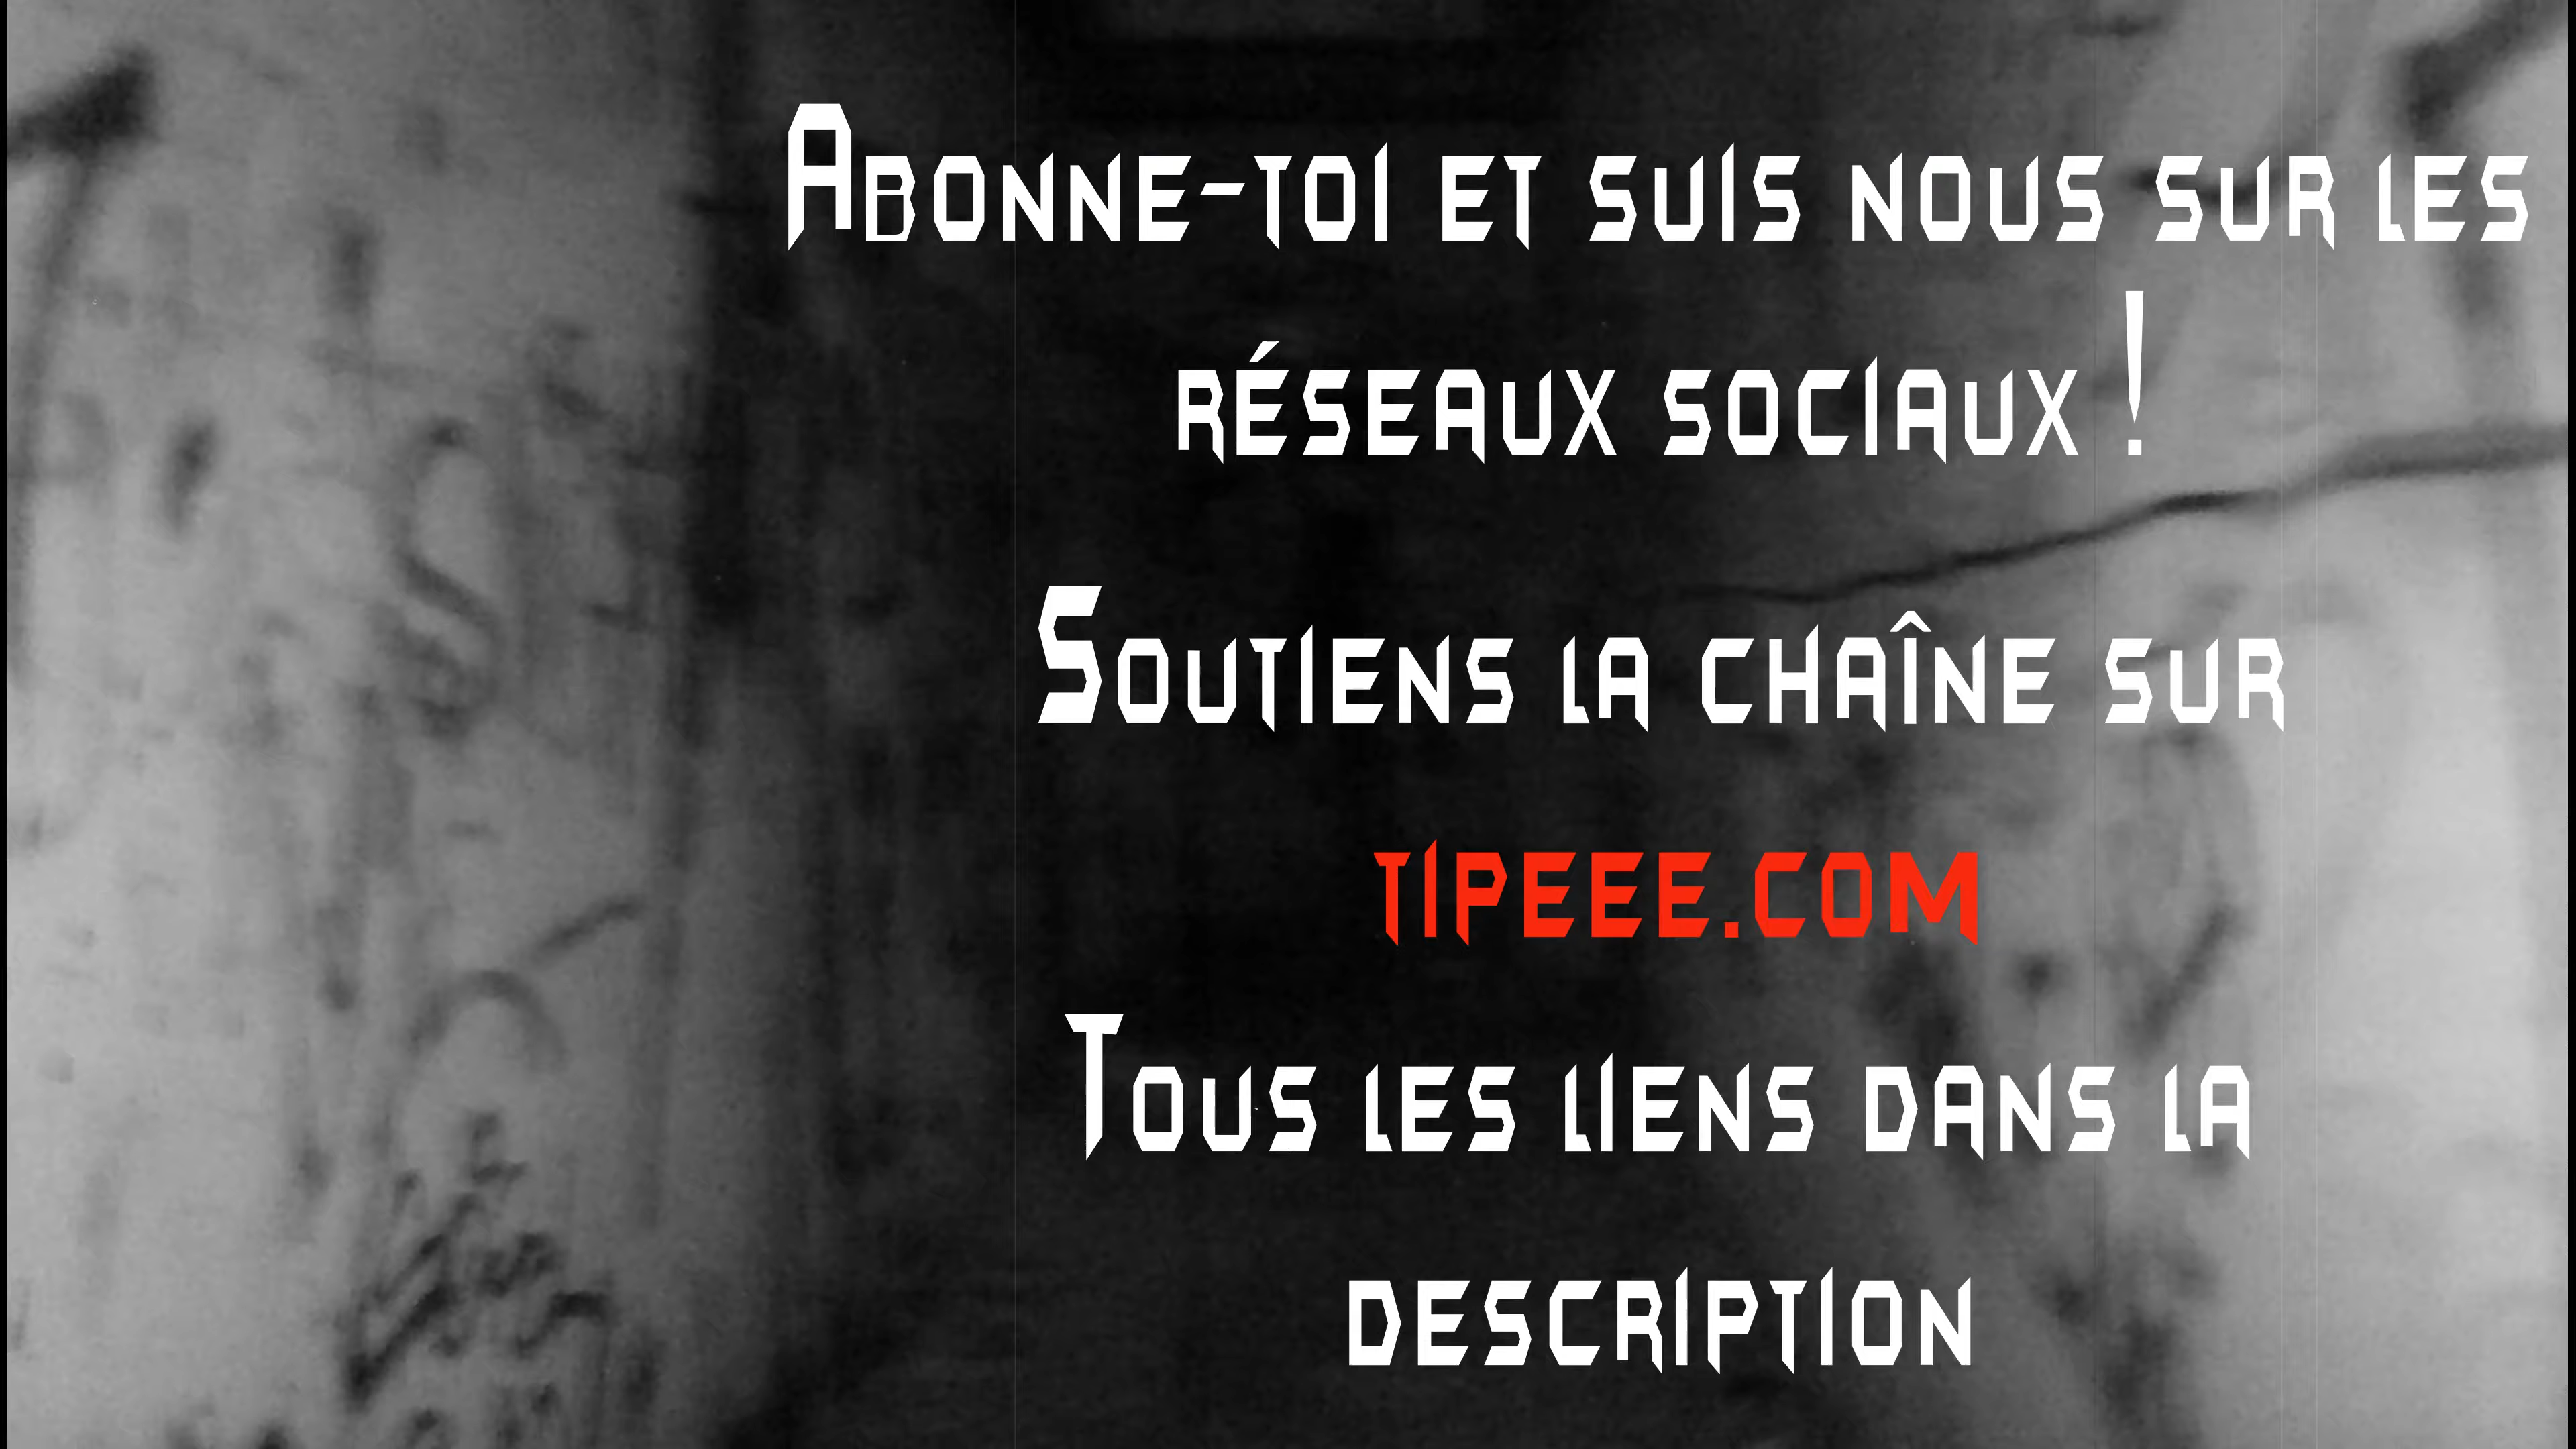 Abonne-toi et suis nous sur les
réseaux sociaux !
Soutiens la chaîne sur
tipeee.com
Tous les liens dans la
description